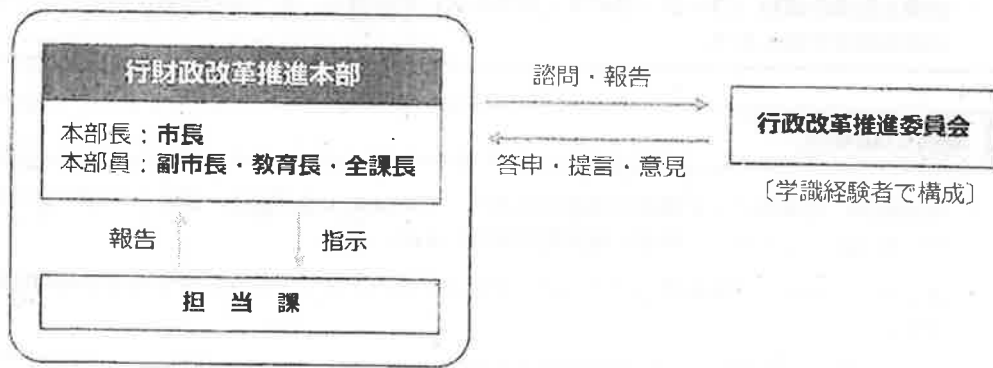 行財政改革推進本部
本部長：市長
本部員：副市長・教育長・全課長
報告
指示
担当課
諮問・報告
答申・提言・意見
行政改革推進委員会
〔学識経験者で構成〕